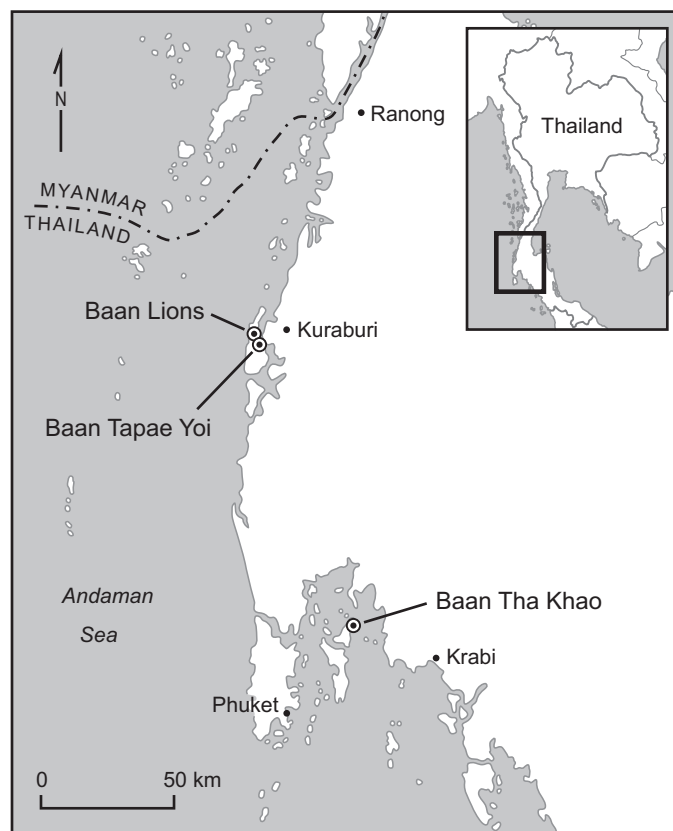 N
Ranong
Thailand
MYANMAR
THAILAND
Baan Lions
Kuraburi
Baan Tapae Yoi
Andaman
Sea
Baan Tha Khao
Krabi
Phuket
0 50 km